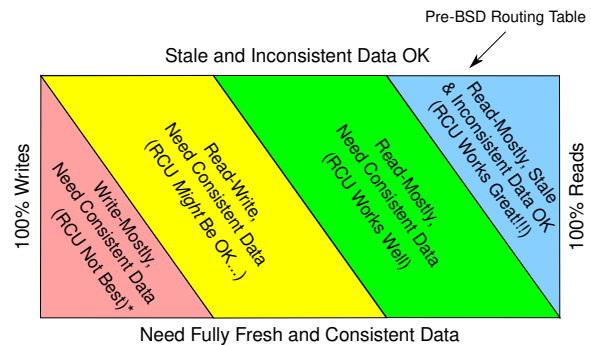 Pre-BSD Routing Table
Stale and Inconsistent Data OK
100% Writes
Write-Mostly,
Need Consistent Data
(RCU Not Best)*
Read-Write,
Need Consistent Data
(RCU Might Be OK...)
Read-Mostly,
Need Consistent Data
(RCU Works Well)
Read-Mostly, Stale
& Inconsistent Data OK
(RCU Works Great!!!)
100% Reads
Need Fully Fresh and Consistent Data